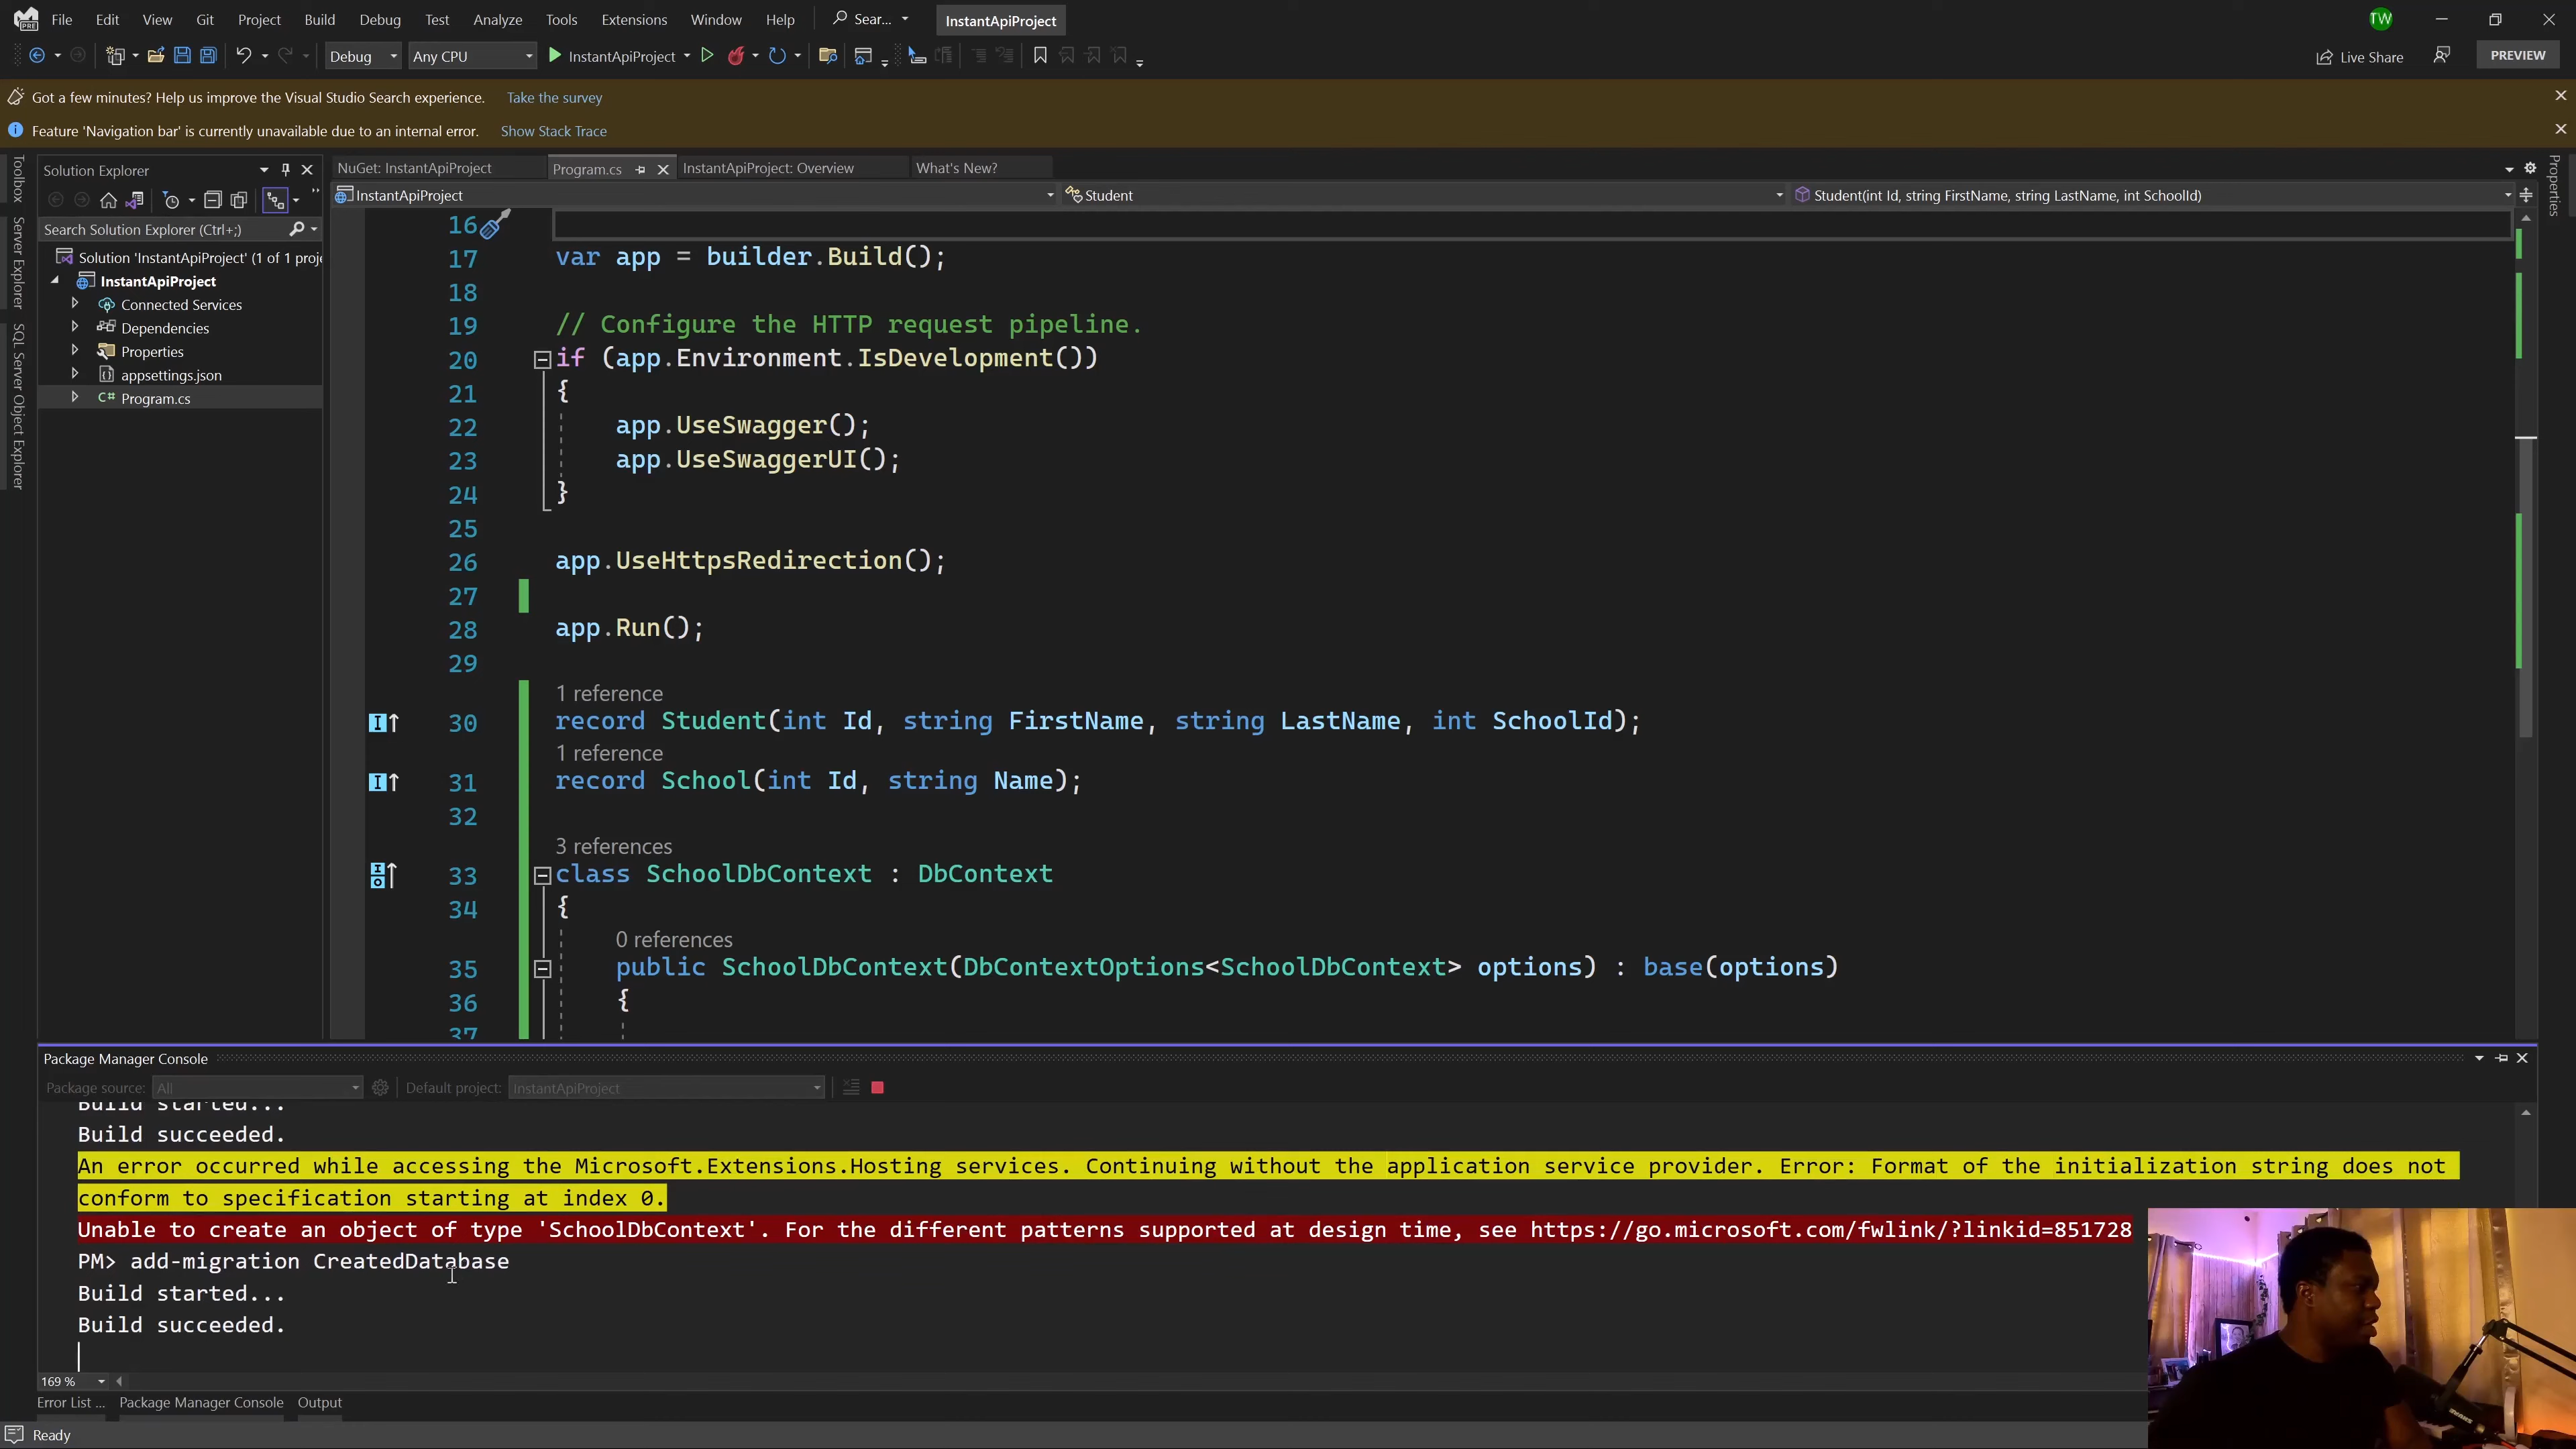 File Edit View Git Project Build Debug Test Analyze Tools Extensions Window Help Sear... InstantApiProject TW
Debug Any CPU InstantApiProject Live Share PREVIEW
Got a few minutes? Help us improve the Visual Studio Search experience. Take the survey
Feature 'Navigation bar' is currently unavailable due to an internal error. Show Stack Trace
Toolbox
Server Explorer
SQL Server Object Explorer
Solution Explorer
Search Solution Explorer (Ctrl+;)
Solution 'InstantApiProject' (1 of 1 proje
InstantApiProject
Connected Services
Dependencies
Properties
appsettings.json
C# Program.cs
NuGet: InstantApiProject Program.cs InstantApiProject: Overview What's New?
InstantApiProject Student Student(int Id, string FirstName, string LastName, int SchoolId)
Properties
16
17 var app = builder.Build();
18
19 // Configure the HTTP request pipeline.
20 if (app.Environment.IsDevelopment())
21 {
22 app.UseSwagger();
23 app.UseSwaggerUI();
24 }
25
26 app.UseHttpsRedirection();
27
28 app.Run();
29
1 reference
30 record Student(int Id, string FirstName, string LastName, int SchoolId);
1 reference
31 record School(int Id, string Name);
32
3 references
33 class SchoolDbContext : DbContext
34 {
0 references
35 public SchoolDbContext(DbContextOptions<SchoolDbContext> options) : base(options)
36 {
37
Package Manager Console
Package source: All Default project: InstantApiProject
Build started...
Build succeeded.
An error occurred while accessing the Microsoft.Extensions.Hosting services. Continuing without the application service provider. Error: Format of the initialization string does not
conform to specification starting at index 0.
Unable to create an object of type 'SchoolDbContext'. For the different patterns supported at design time, see https://go.microsoft.com/fwlink/?linkid=851728
PM> add-migration CreatedDatabase
Build started...
Build succeeded.
169 %
Error List ... Package Manager Console Output
Ready